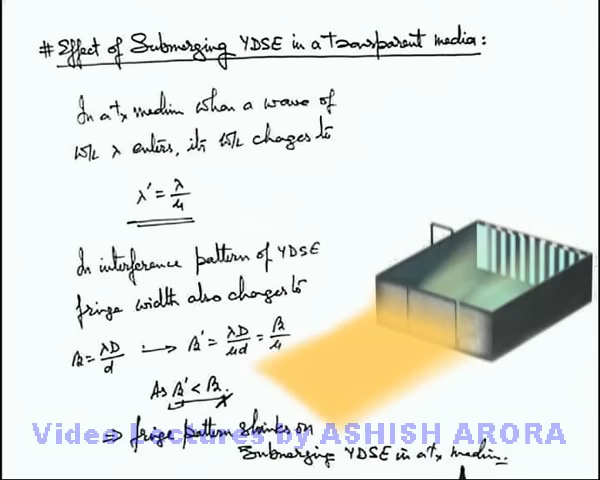 # Effect of Submerging YDSE in a transparent media:
In a tx medium when a wave of
w/l λ enters, its w/l changes to
λ' = λ/μ
In interference pattern of YDSE
fringe width also changes to
β = λD/d ⟶ β' = λD/μd = β/μ
As β' < β.
⇒ fringe pattern shrinks on
Submerging YDSE in a tx medium.
Video Lectures by ASHISH ARORA